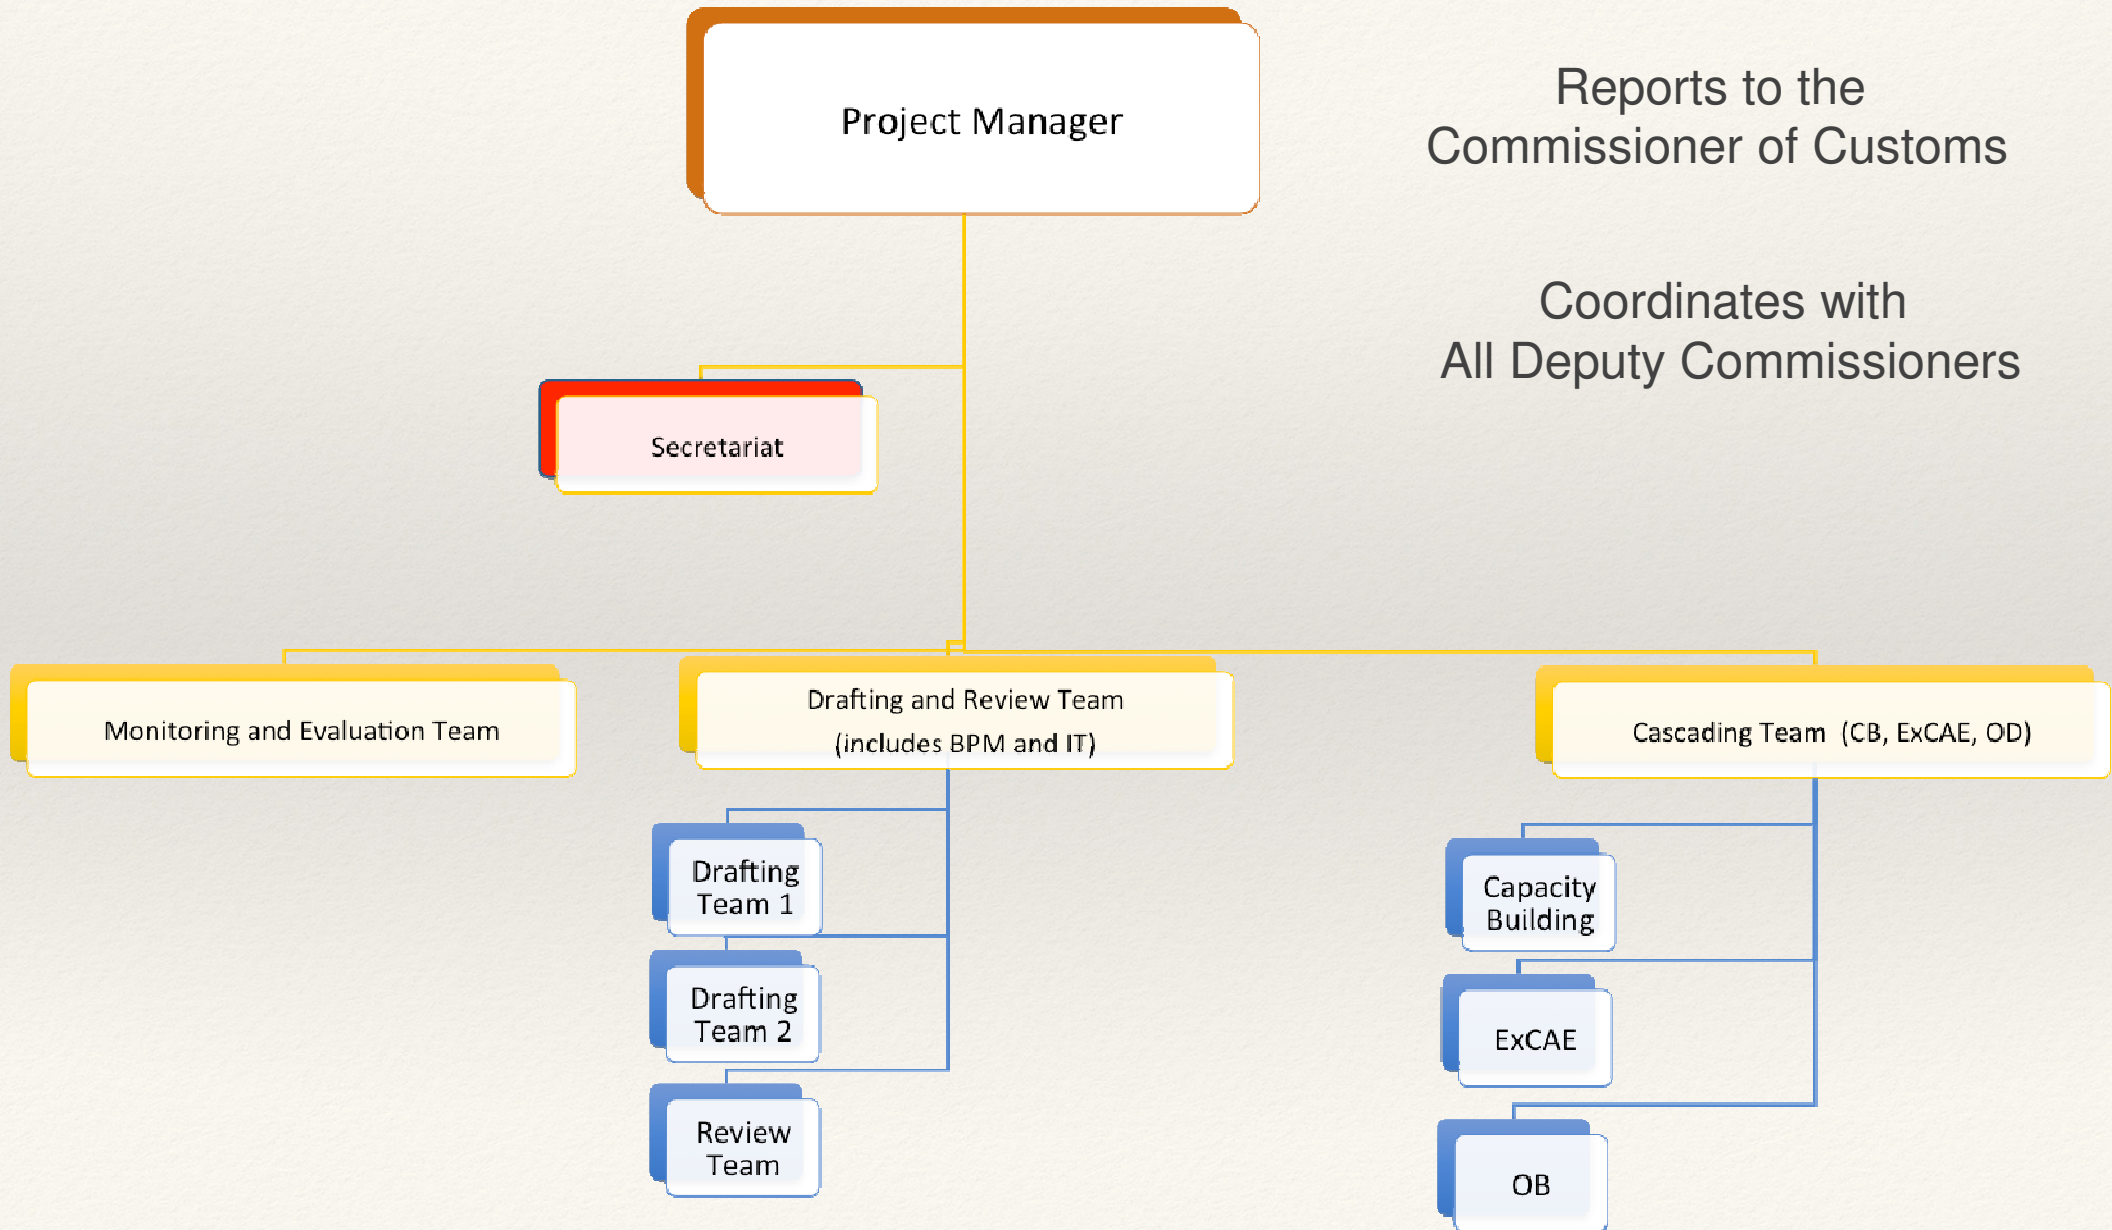 Project Manager
Reports to the
Commissioner of Customs
Coordinates with
All Deputy Commissioners
Secretariat
Monitoring and Evaluation Team
Drafting and Review Team
(includes BPM and IT)
Cascading Team (CB, ExCAE, OD)
Drafting
Team 1
Drafting
Team 2
Review
Team
Capacity
Building
ExCAE
OB